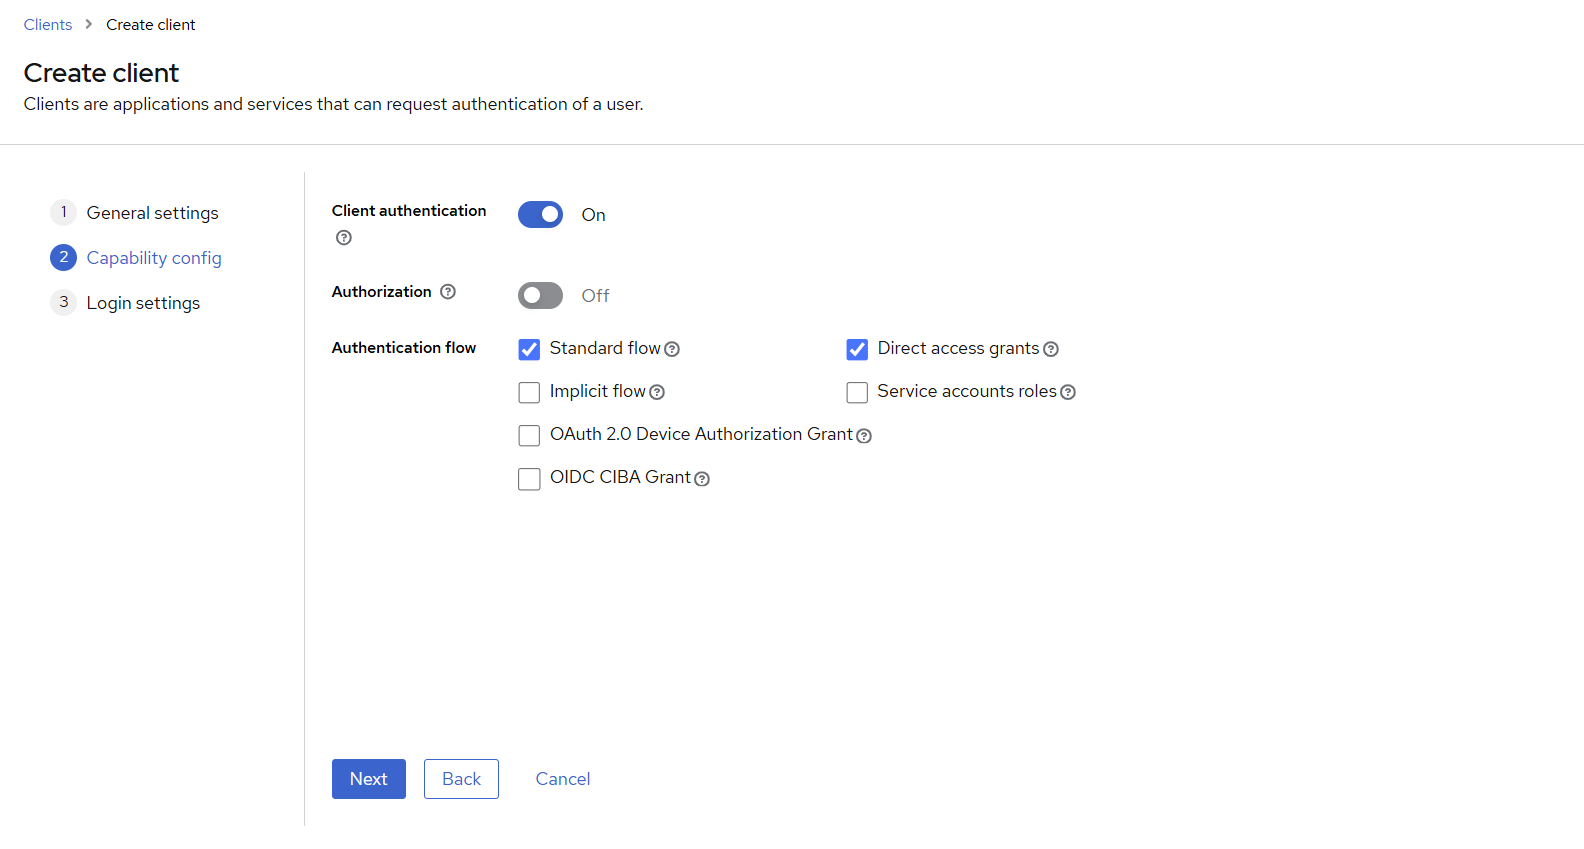 Clients > Create client
Create client
Clients are applications and services that can request authentication of a user.
1 General settings
2 Capability config
3 Login settings
Client authentication ? On
Authorization ? Off
Authentication flow
Standard flow ? Direct access grants ?
Implicit flow ? Service accounts roles ?
OAuth 2.0 Device Authorization Grant ?
OIDC CIBA Grant ?
Next Back Cancel